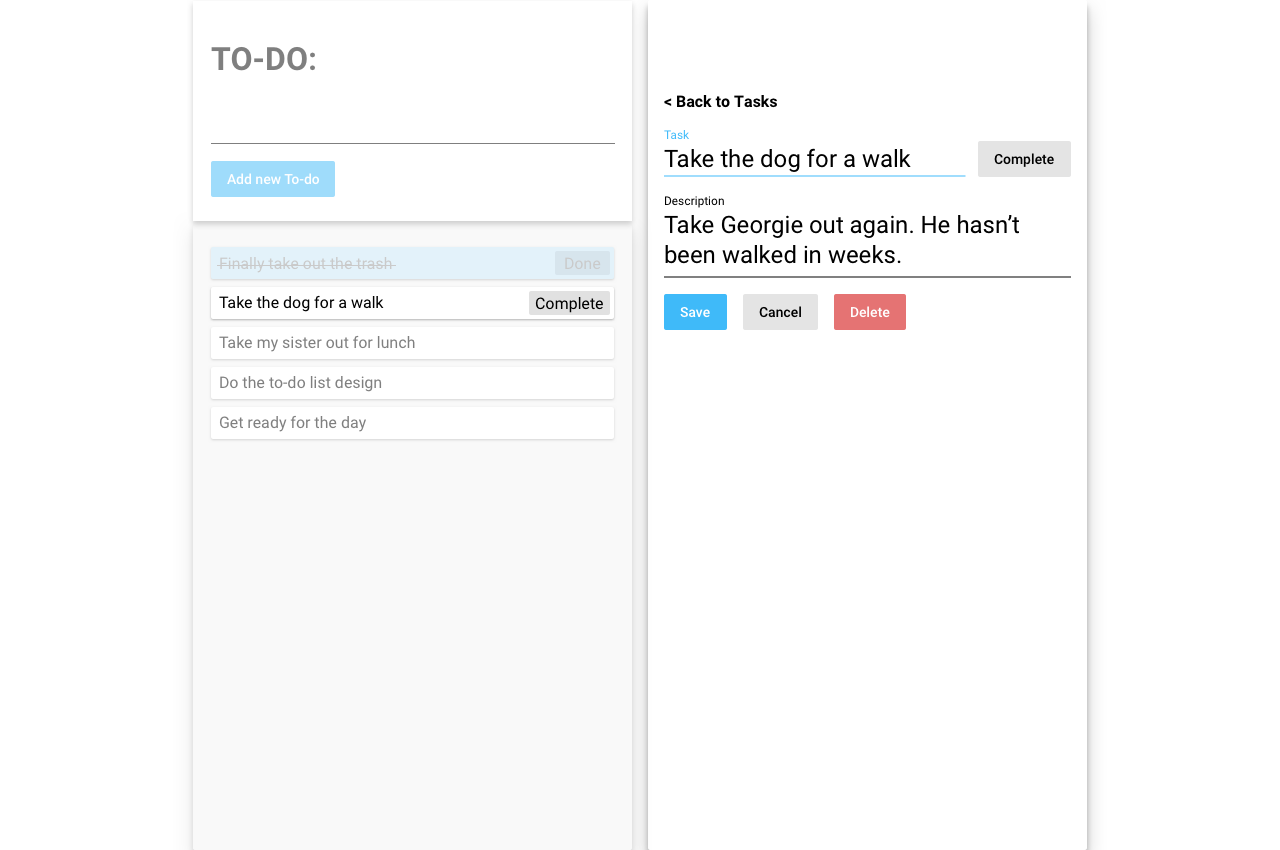 TO-DO:
Add new To-do
Finally take out the trash
Done
Take the dog for a walk
Complete
Take my sister out for lunch
Do the to-do list design
Get ready for the day
< Back to Tasks
Task
Take the dog for a walk
Complete
Description
Take Georgie out again. He hasn’t
been walked in weeks.
Save
Cancel
Delete